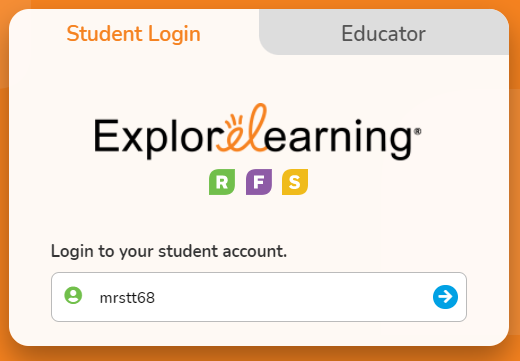 Student Login
Educator
ExploreLearning®
R F S
Login to your student account.
mrstt68